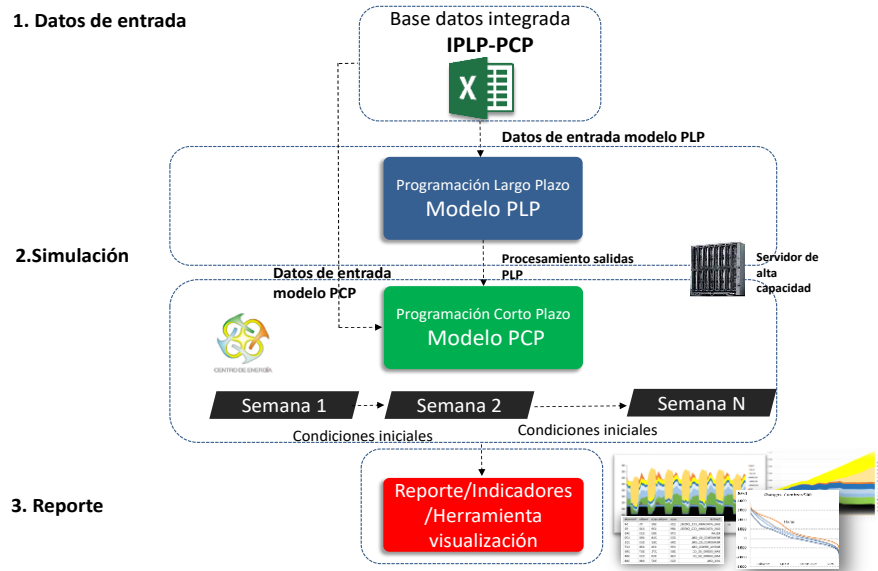 1. Datos de entrada
Base datos integrada
IPLP-PCP
X
Datos de entrada modelo PLP
Programación Largo Plazo
Modelo PLP
2.Simulación
Procesamiento salidas
PLP
Servidor de
alta
capacidad
Datos de entrada
modelo PCP
Programación Corto Plazo
Modelo PCP
CENTRO DE ENERGÍA
Semana 1
Semana 2
Semana N
Condiciones iniciales
Condiciones iniciales
3. Reporte
Reporte/Indicadores
/Herramienta
visualización